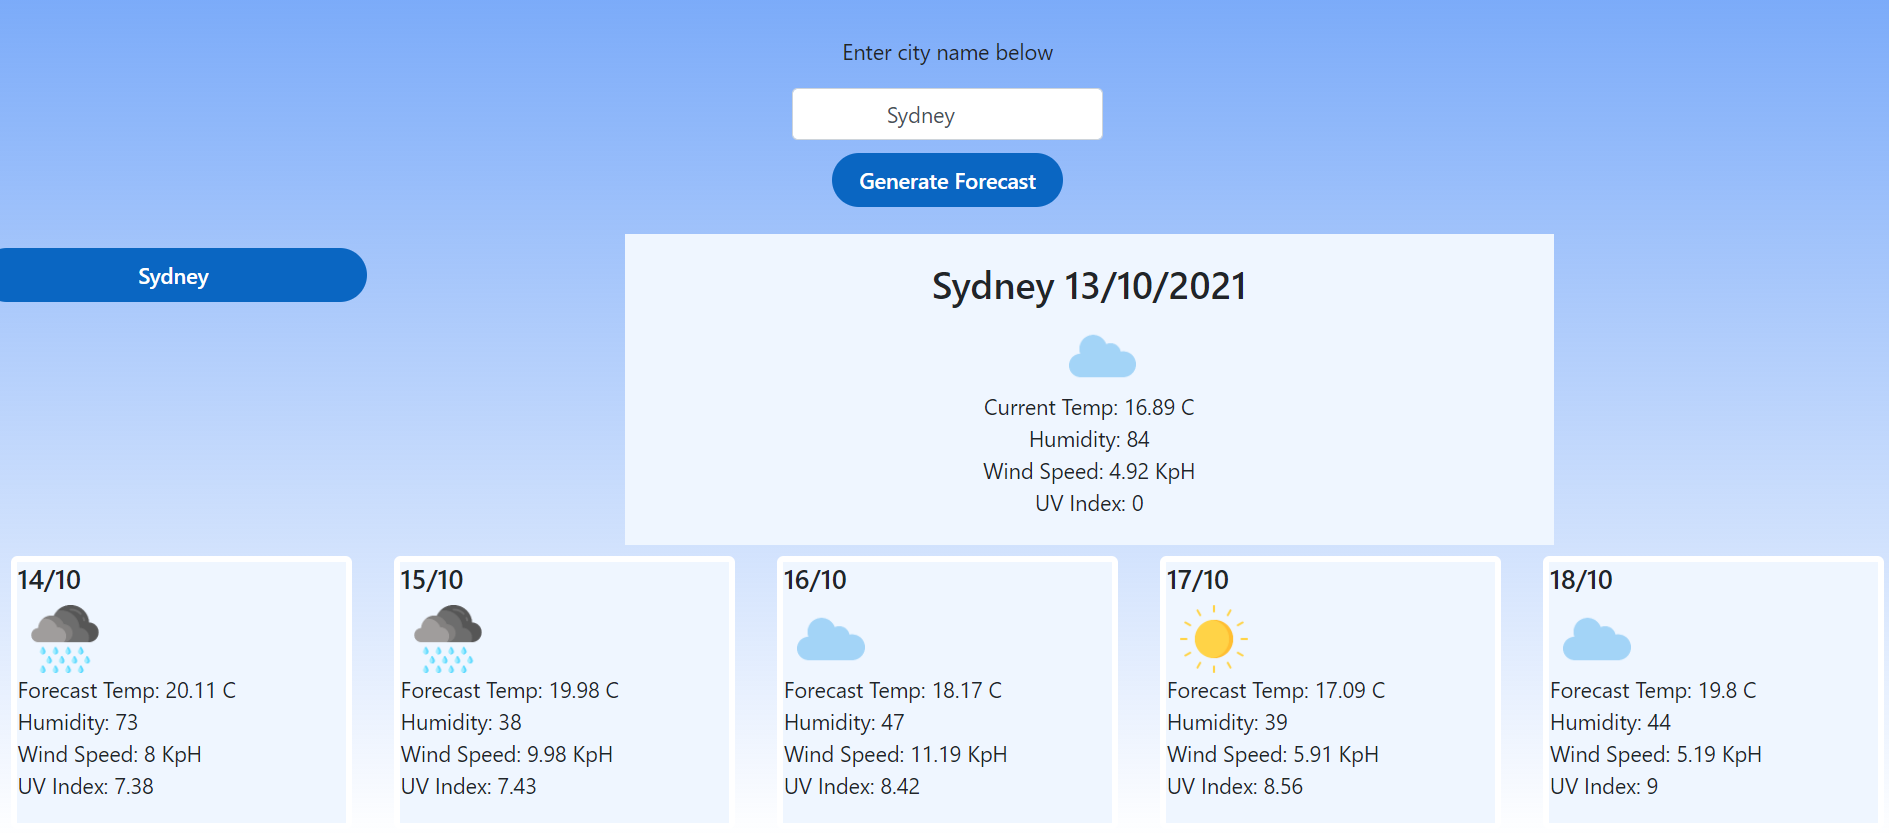 Enter city name below
Sydney
Generate Forecast
Sydney
Sydney 13/10/2021
Current Temp: 16.89 C
Humidity: 84
Wind Speed: 4.92 KpH
UV Index: 0
14/10
Forecast Temp: 20.11 C
Humidity: 73
Wind Speed: 8 KpH
UV Index: 7.38
15/10
Forecast Temp: 19.98 C
Humidity: 38
Wind Speed: 9.98 KpH
UV Index: 7.43
16/10
Forecast Temp: 18.17 C
Humidity: 47
Wind Speed: 11.19 KpH
UV Index: 8.42
17/10
Forecast Temp: 17.09 C
Humidity: 39
Wind Speed: 5.91 KpH
UV Index: 8.56
18/10
Forecast Temp: 19.8 C
Humidity: 44
Wind Speed: 5.19 KpH
UV Index: 9